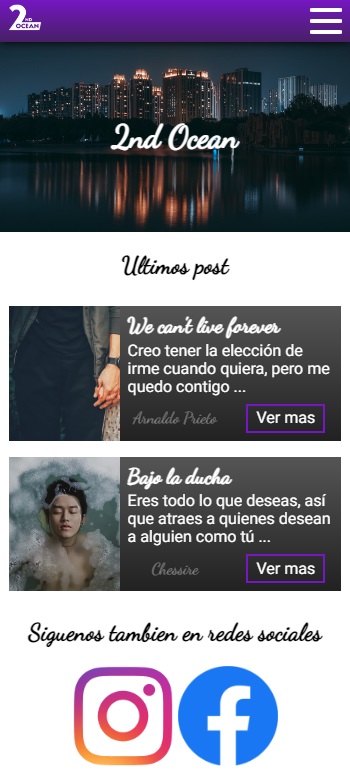 2ND
OCEAN
2nd Ocean
Ultimos post
We can't live forever
Creo tener la elección de
irme cuando quiera, pero me
quedo contigo ...
Arnaldo Prieto
Ver mas
Bajo la ducha
Eres todo lo que deseas, así
que atraes a quienes desean
a alguien como tú ...
Chessire
Ver mas
Siguenos tambien en redes sociales